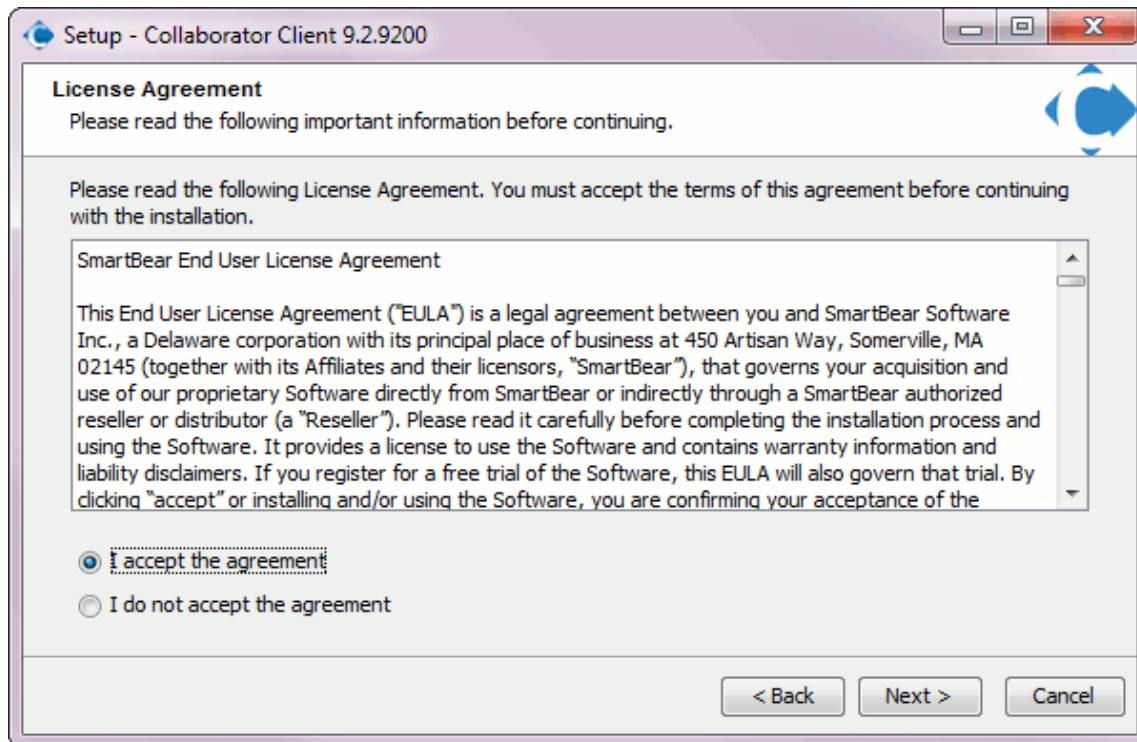 Setup - Collaborator Client 9.2.9200
License Agreement
Please read the following important information before continuing.
Please read the following License Agreement. You must accept the terms of this agreement before continuing
with the installation.
SmartBear End User License Agreement
This End User License Agreement ("EULA") is a legal agreement between you and SmartBear Software
Inc., a Delaware corporation with its principal place of business at 450 Artisan Way, Somerville, MA
02145 (together with its Affiliates and their licensors, “SmartBear”), that governs your acquisition and
use of our proprietary Software directly from SmartBear or indirectly through a SmartBear authorized
reseller or distributor (a “Reseller”). Please read it carefully before completing the installation process and
using the Software. It provides a license to use the Software and contains warranty information and
liability disclaimers. If you register for a free trial of the Software, this EULA will also govern that trial. By
clicking “accept” or installing and/or using the Software, you are confirming your acceptance of the
I accept the agreement
I do not accept the agreement
< Back Next > Cancel